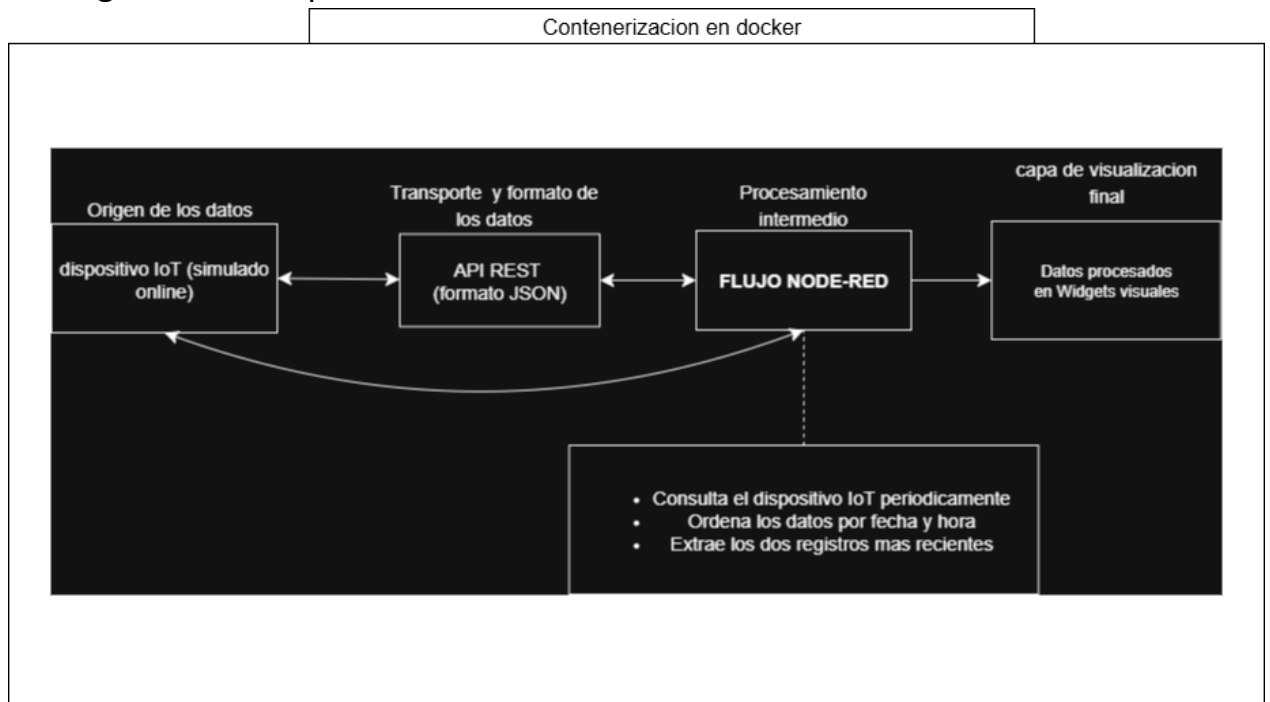 Contenerizacion en docker
Origen de los datos
dispositivo IoT (simulado
online)
Transporte y formato de
los datos
API REST
(formato JSON)
Procesamiento
intermedio
FLUJO NODE-RED
capa de visualizacion
final
Datos procesados
en Widgets visuales
• Consulta el dispositivo IoT periodicamente
• Ordena los datos por fecha y hora
• Extrae los dos registros mas recientes